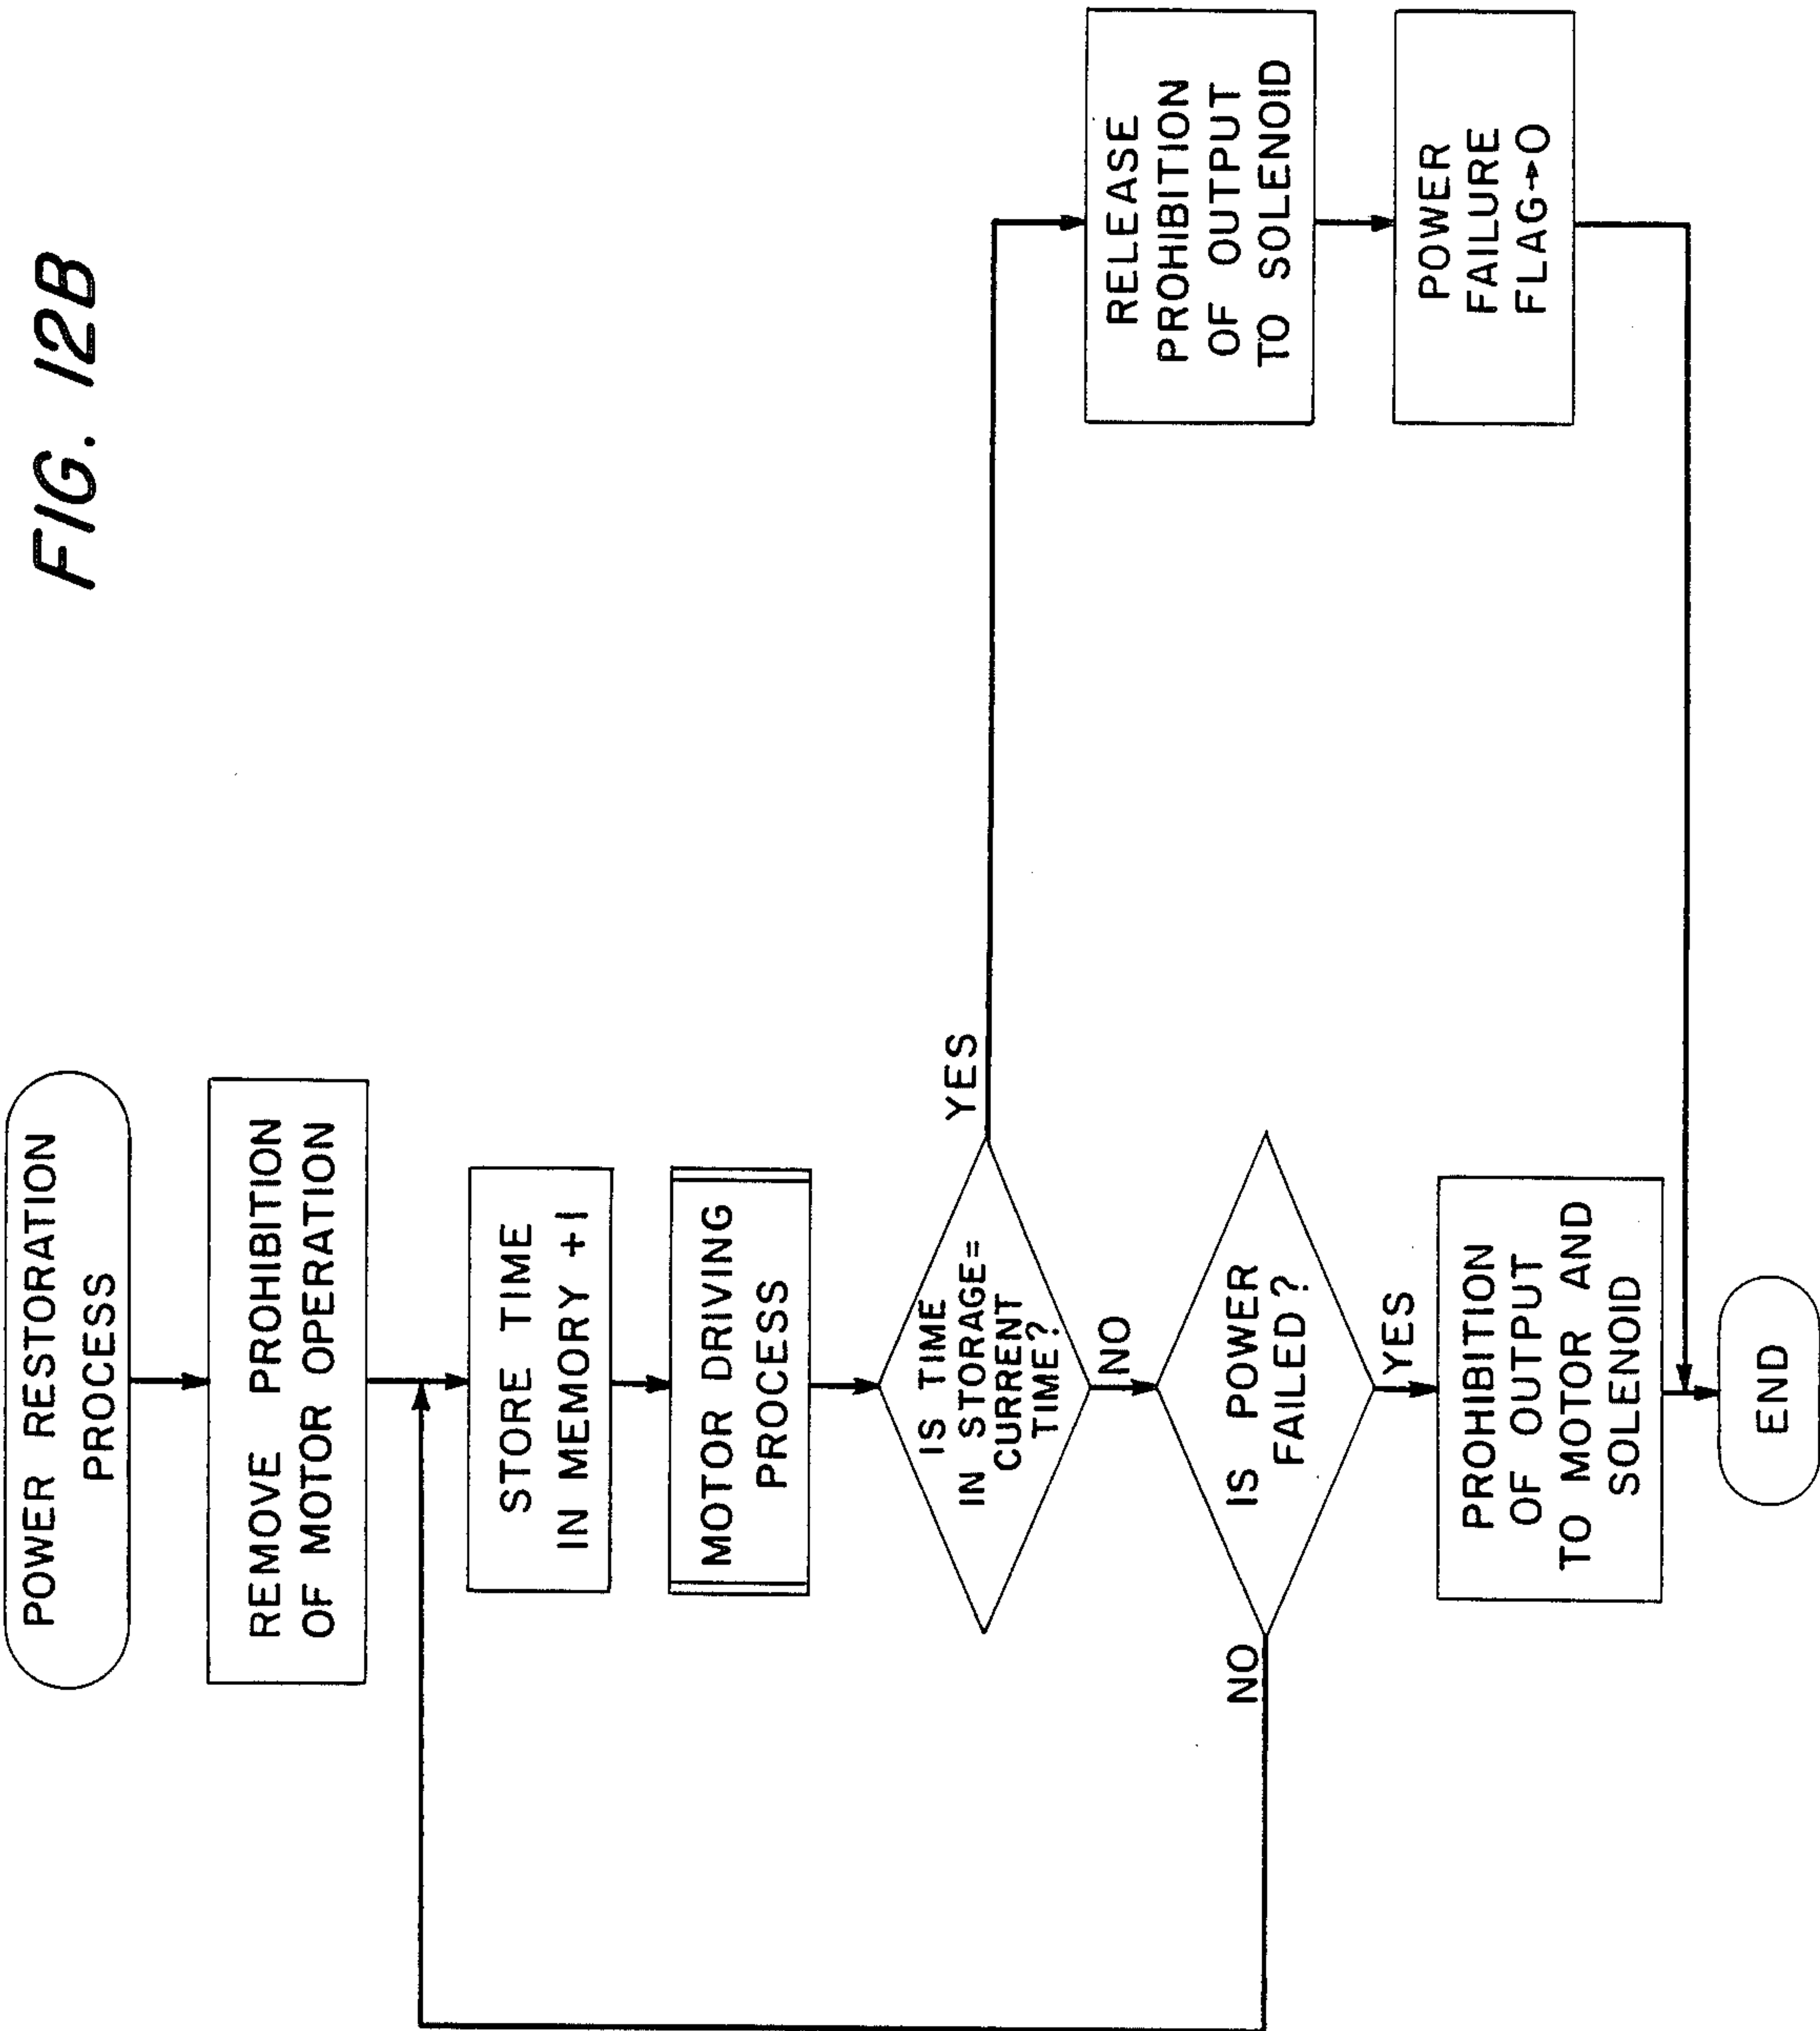 FIG. 12B
POWER RESTORATION
PROCESS
REMOVE PROHIBITION
OF MOTOR OPERATION
STORE TIME
IN MEMORY +1
MOTOR DRIVING
PROCESS
IS TIME
IN STORAGE=
CURRENT
TIME?
YES
NO
RELEASE
PROHIBITION
OF OUTPUT
TO SOLENOID
POWER
FAILURE
FLAG→0
IS POWER
FAILED?
NO
YES
PROHIBITION
OF OUTPUT
TO MOTOR AND
SOLENOID
END